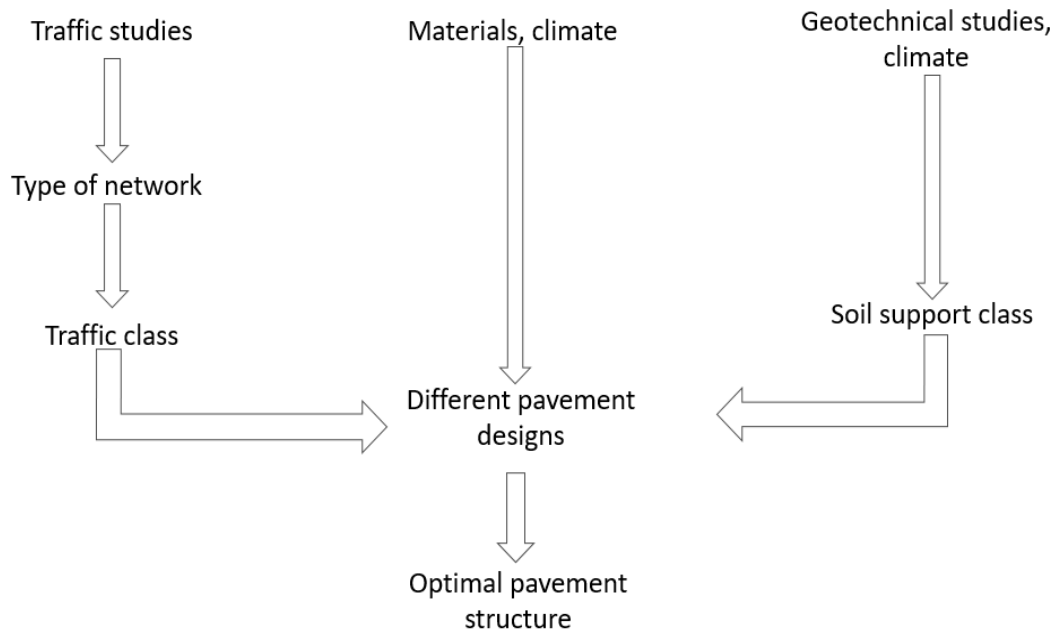 Traffic studies
Materials, climate
Geotechnical studies,
climate
Type of network
Traffic class
Soil support class
Different pavement
designs
Optimal pavement
structure